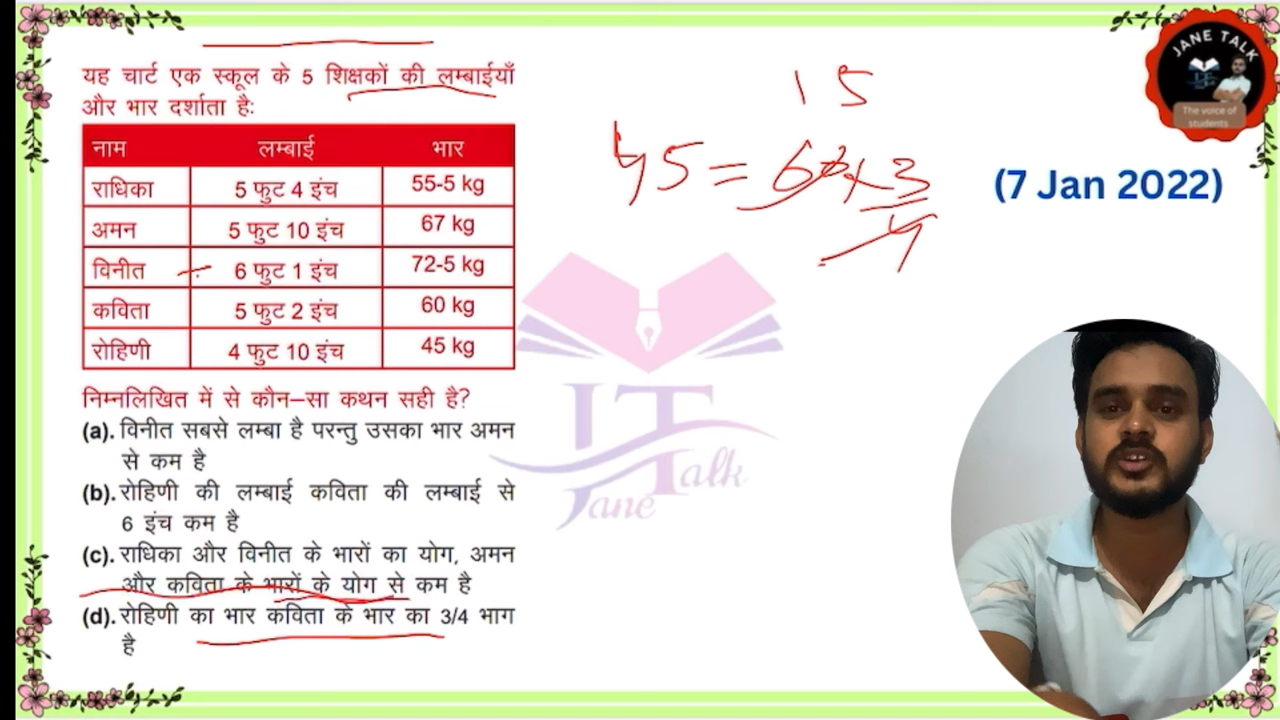 यह चार्ट एक स्कूल के 5 शिक्षकों की लम्बाईयाँ
और भार दर्शाता है:
नाम लम्बाई भार
राधिका 5 फुट 4 इंच 55-5 kg
अमन 5 फुट 10 इंच 67 kg
विनीत 6 फुट 1 इंच 72-5 kg
कविता 5 फुट 2 इंच 60 kg
रोहिणी 4 फुट 10 इंच 45 kg
निम्नलिखित में से कौन–सा कथन सही है?
(a). विनीत सबसे लम्बा है परन्तु उसका भार अमन
से कम है
(b). रोहिणी की लम्बाई कविता की लम्बाई से
6 इंच कम है
(c). राधिका और विनीत के भारों का योग, अमन
और कविता के भारों के योग से कम है
(d). रोहिणी का भार कविता के भार का 3/4 भाग
है
15
45 = 60 × 3
4
(7 Jan 2022)
JANE TALK
JT
The voice of
students
JT
Jane Talk